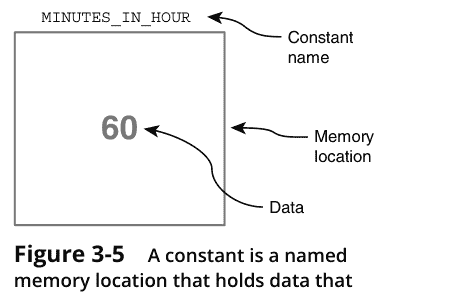 MINUTES_IN_HOUR
Constant
name
60
Memory
location
Data
Figure 3-5 A constant is a named
memory location that holds data that